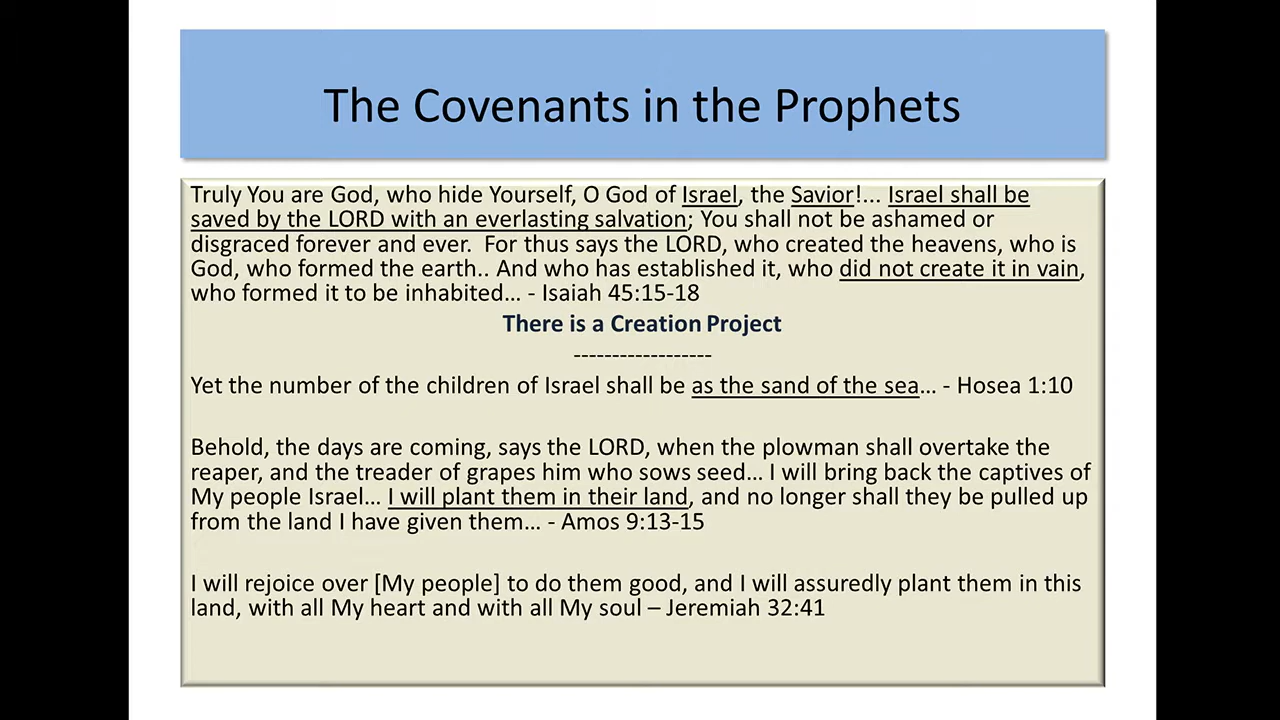 The Covenants in the Prophets
Truly You are God, who hide Yourself, O God of Israel, the Savior!... Israel shall be
saved by the LORD with an everlasting salvation; You shall not be ashamed or
disgraced forever and ever.  For thus says the LORD, who created the heavens, who is
God, who formed the earth.. And who has established it, who did not create it in vain,
who formed it to be inhabited… - Isaiah 45:15-18
There is a Creation Project
------------------
Yet the number of the children of Israel shall be as the sand of the sea… - Hosea 1:10
Behold, the days are coming, says the LORD, when the plowman shall overtake the
reaper, and the treader of grapes him who sows seed… I will bring back the captives of
My people Israel… I will plant them in their land, and no longer shall they be pulled up
from the land I have given them… - Amos 9:13-15
I will rejoice over [My people] to do them good, and I will assuredly plant them in this
land, with all My heart and with all My soul – Jeremiah 32:41